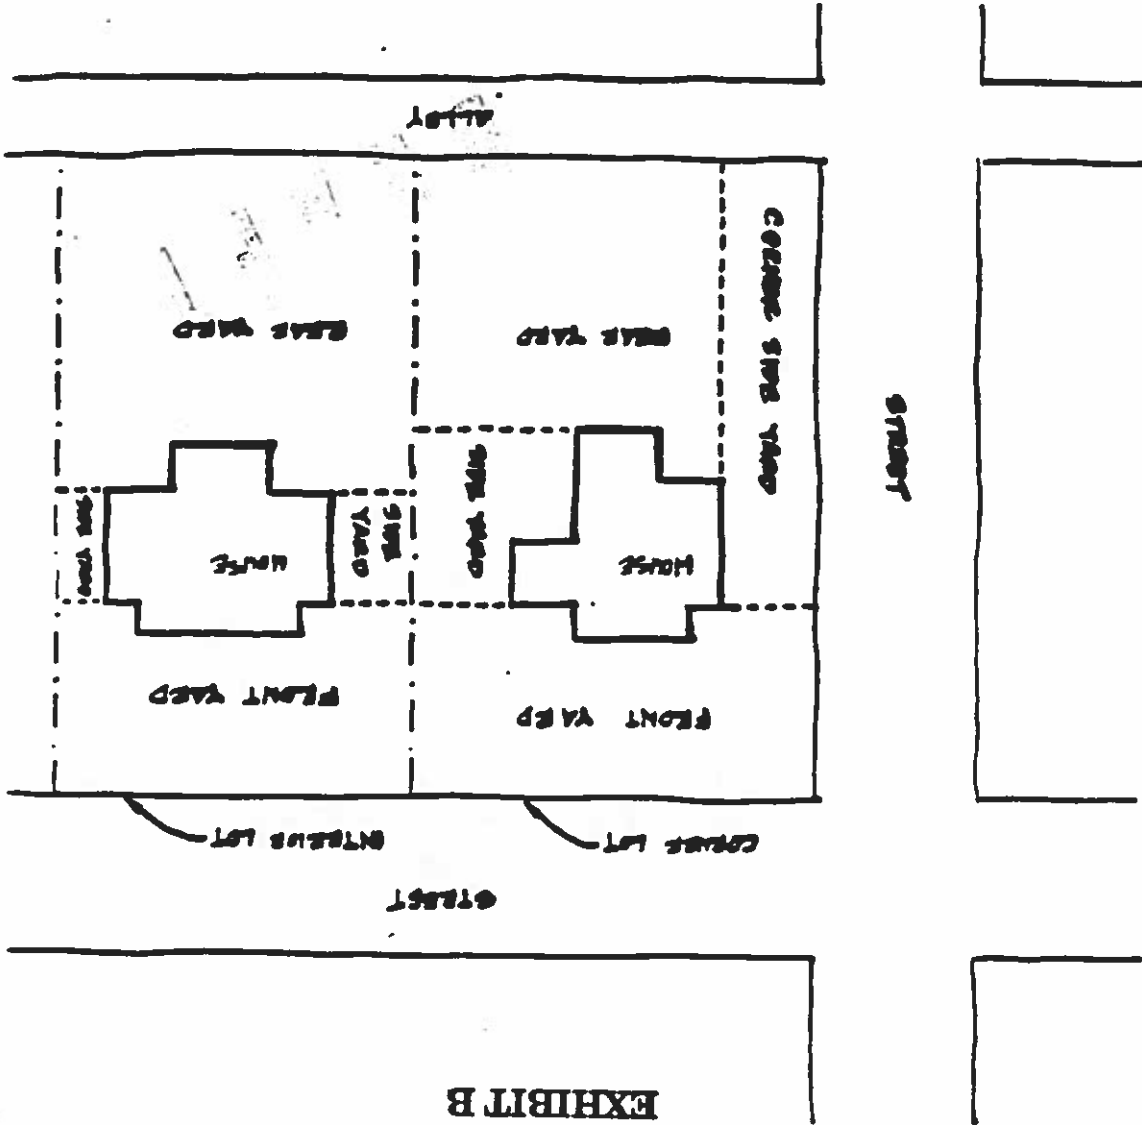 EXHIBIT B
STREET
CORNER LOT
INTERIOR LOT
FRONT YARD
FRONT YARD
HOUSE
SIDE YARD
SIDE
YARD
HOUSE
SIDE YARD
STREET
CORNER SIDE YARD
REAR YARD
REAR YARD
ALLEY